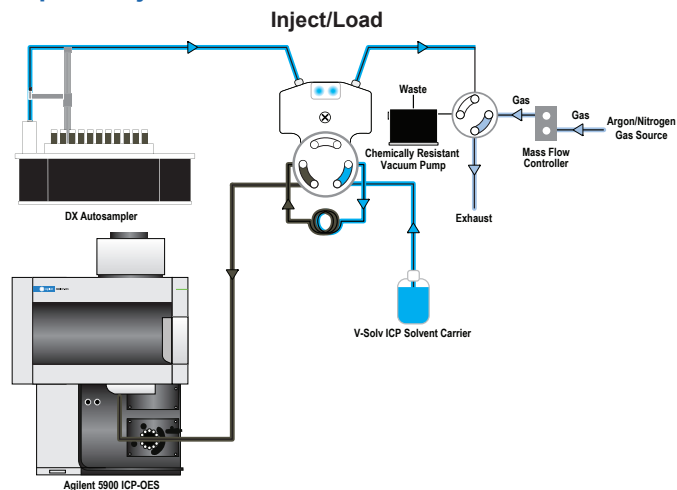 Inject/Load
Waste
Chemically Resistant
Vacuum Pump
Gas
Gas
Argon/Nitrogen
Gas Source
Mass Flow
Controller
Exhaust
DX Autosampler
V-Solv ICP Solvent Carrier
Agilent 5900 ICP-OES